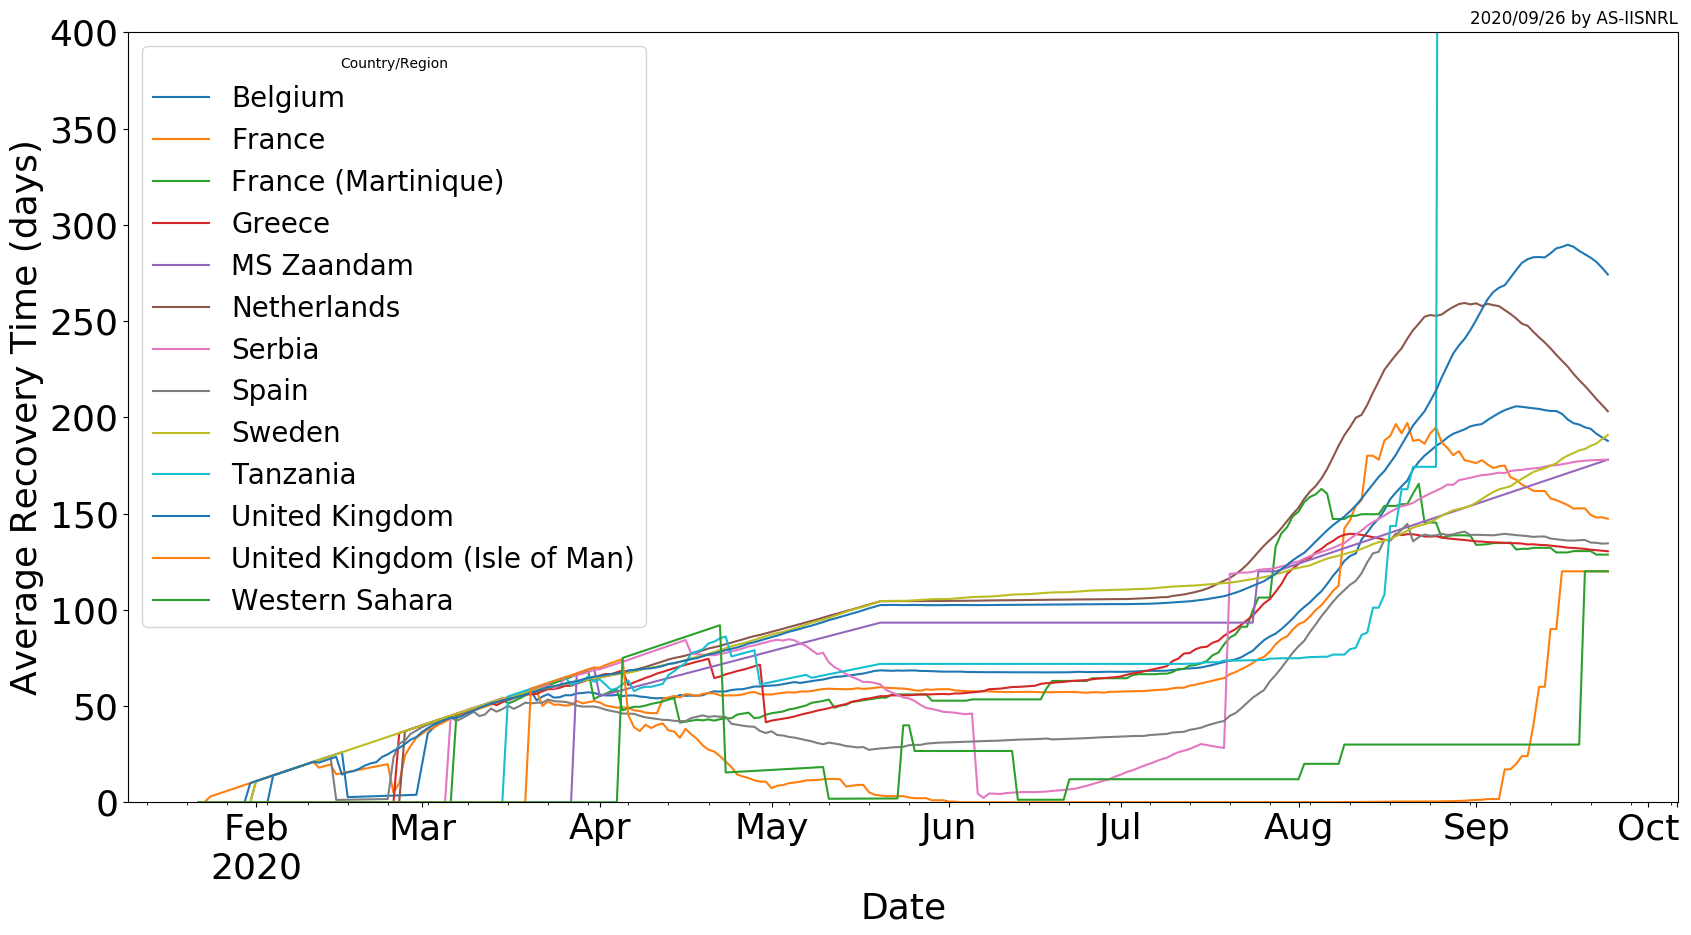 2020/09/26 by AS-IISNRL
400
350
300
250
200
150
100
50
0
Average Recovery Time (days)
Country/Region
Belgium
France
France (Martinique)
Greece
MS Zaandam
Netherlands
Serbia
Spain
Sweden
Tanzania
United Kingdom
United Kingdom (Isle of Man)
Western Sahara
Feb Mar Apr May Jun Jul Aug Sep Oct
2020
Date